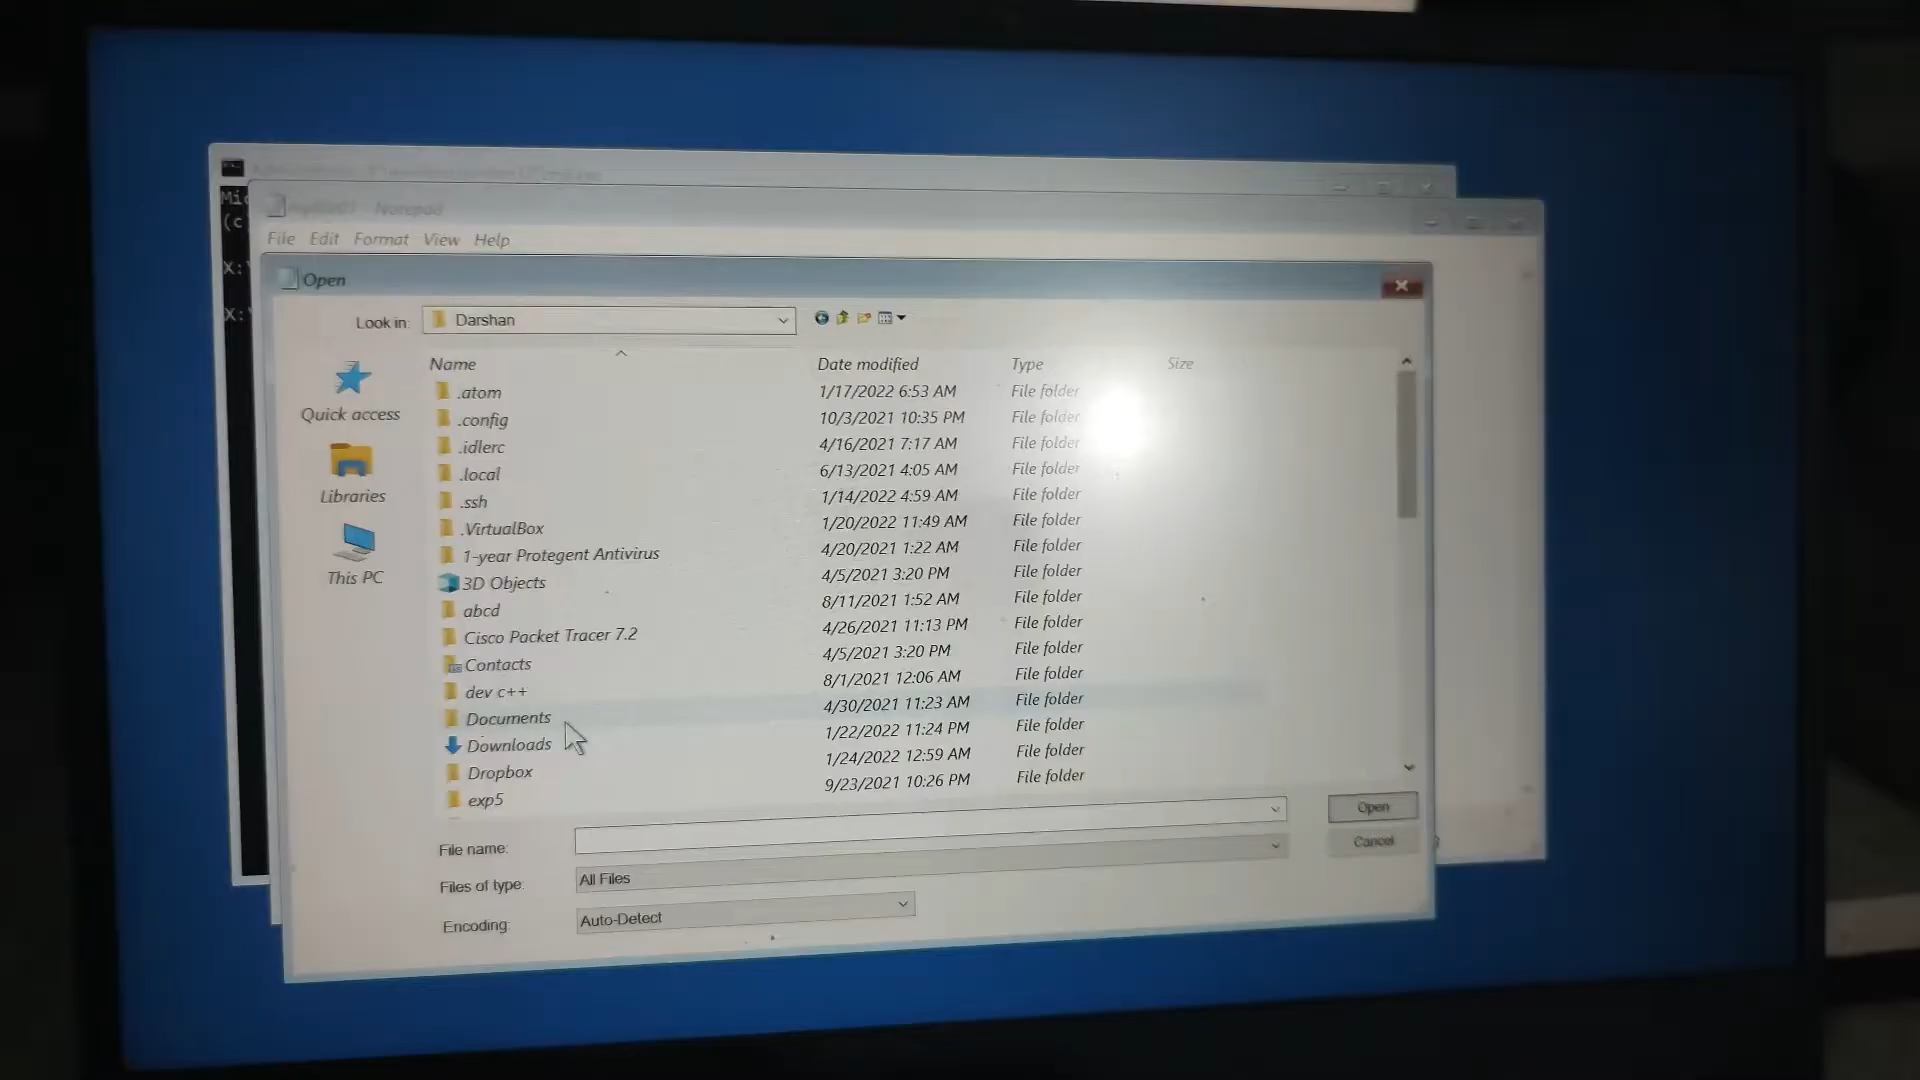 Mic
(c
X:\
X:\
Notepad
File Edit Format View Help
Open
Look in: Darshan
Quick access
Libraries
This PC
Name Date modified Type Size
.atom 1/17/2022 6:53 AM File folder
.config 10/3/2021 10:35 PM File folder
.idlerc 4/16/2021 7:17 AM File folder
.local 6/13/2021 4:05 AM File folder
.ssh 1/14/2022 4:59 AM File folder
.VirtualBox 1/20/2022 11:49 AM File folder
1-year Protegent Antivirus 4/20/2021 1:22 AM File folder
3D Objects 4/5/2021 3:20 PM File folder
abcd 8/11/2021 1:52 AM File folder
Cisco Packet Tracer 7.2 4/26/2021 11:13 PM File folder
Contacts 4/5/2021 3:20 PM File folder
dev c++ 8/1/2021 12:06 AM File folder
Documents 4/30/2021 11:23 AM File folder
Downloads 1/22/2022 11:24 PM File folder
Dropbox 1/24/2022 12:59 AM File folder
exp5 9/23/2021 10:26 PM File folder
File name:
Open
Files of type: All Files
Cancel
Encoding: Auto-Detect